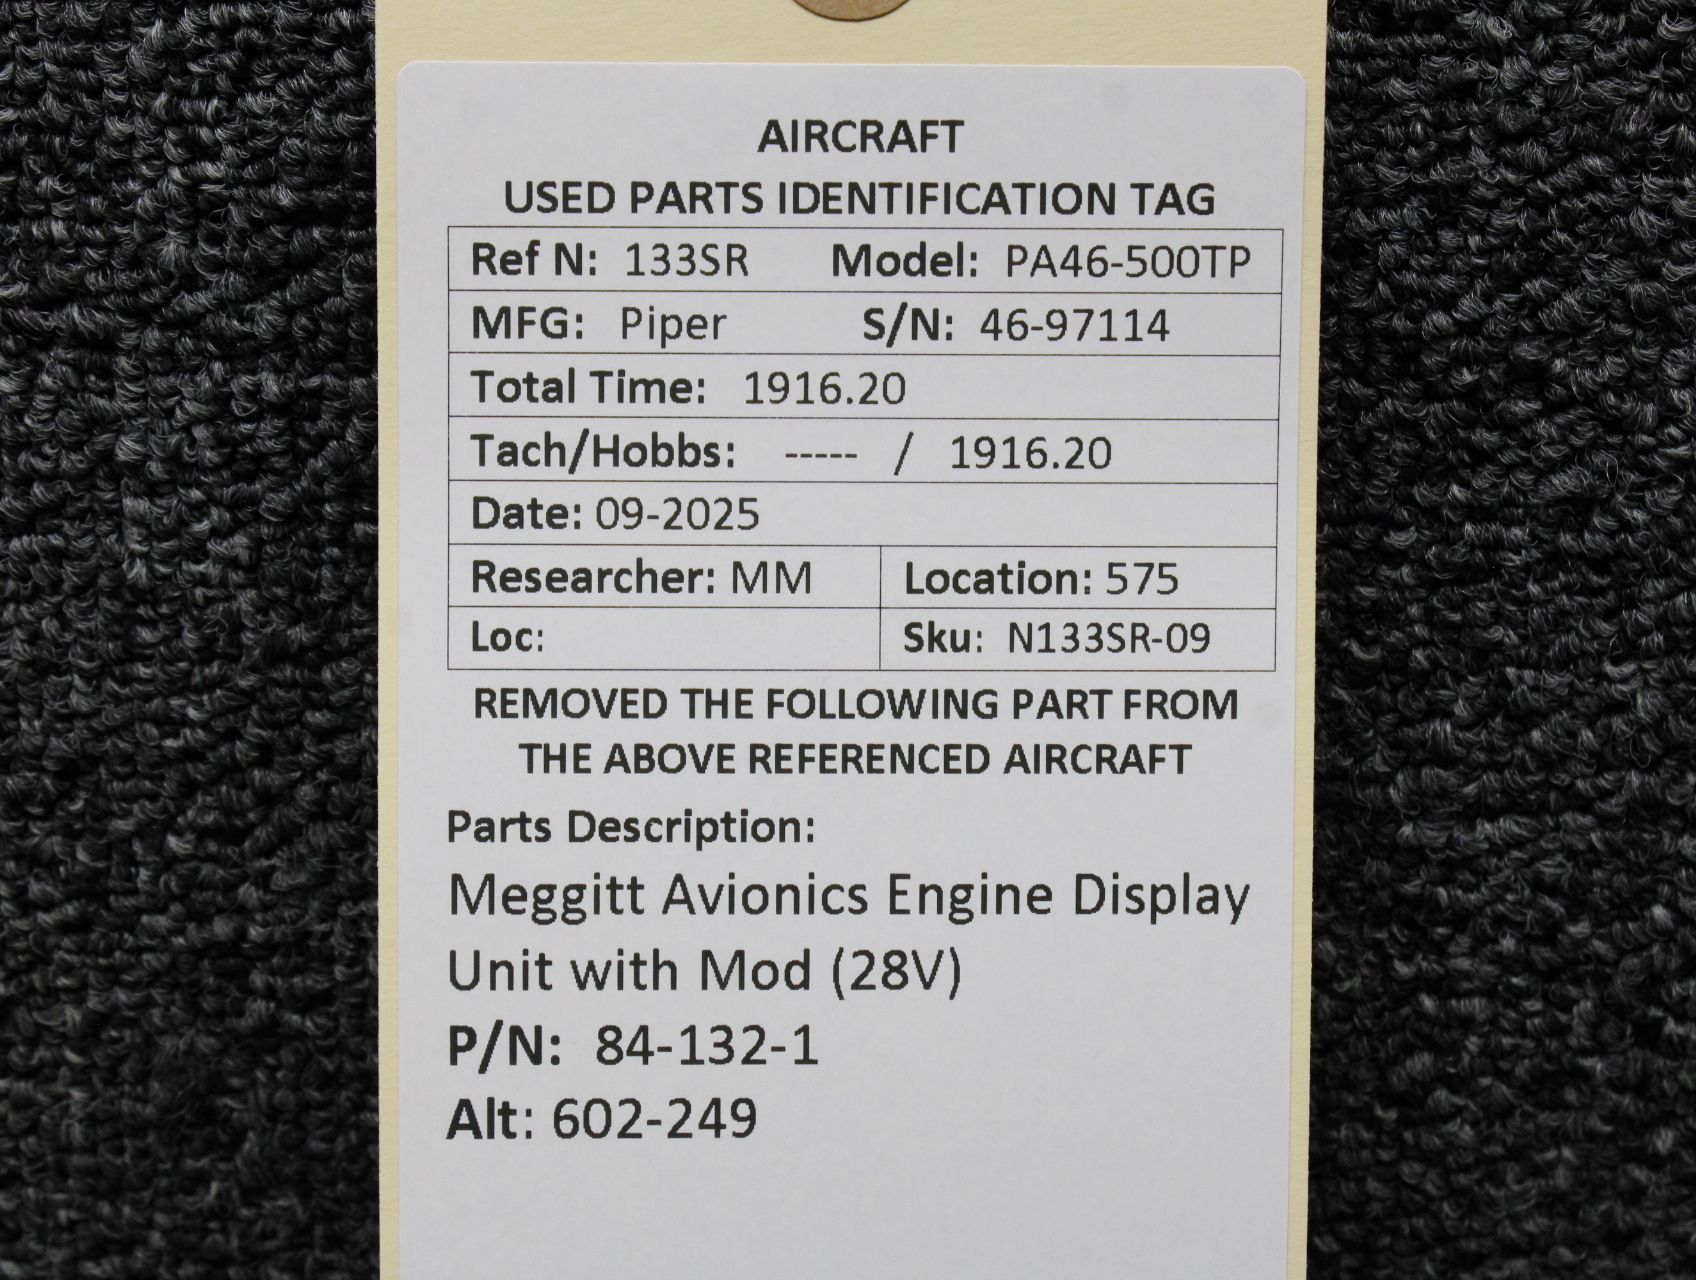 AIRCRAFT
USED PARTS IDENTIFICATION TAG
Ref N: 133SR Model: PA46-500TP
MFG: Piper S/N: 46-97114
Total Time: 1916.20
Tach/Hobbs: ----- / 1916.20
Date: 09-2025
Researcher: MM Location: 575
Loc: Sku: N133SR-09
REMOVED THE FOLLOWING PART FROM
THE ABOVE REFERENCED AIRCRAFT
Parts Description:
Meggitt Avionics Engine Display
Unit with Mod (28V)
P/N: 84-132-1
Alt: 602-249